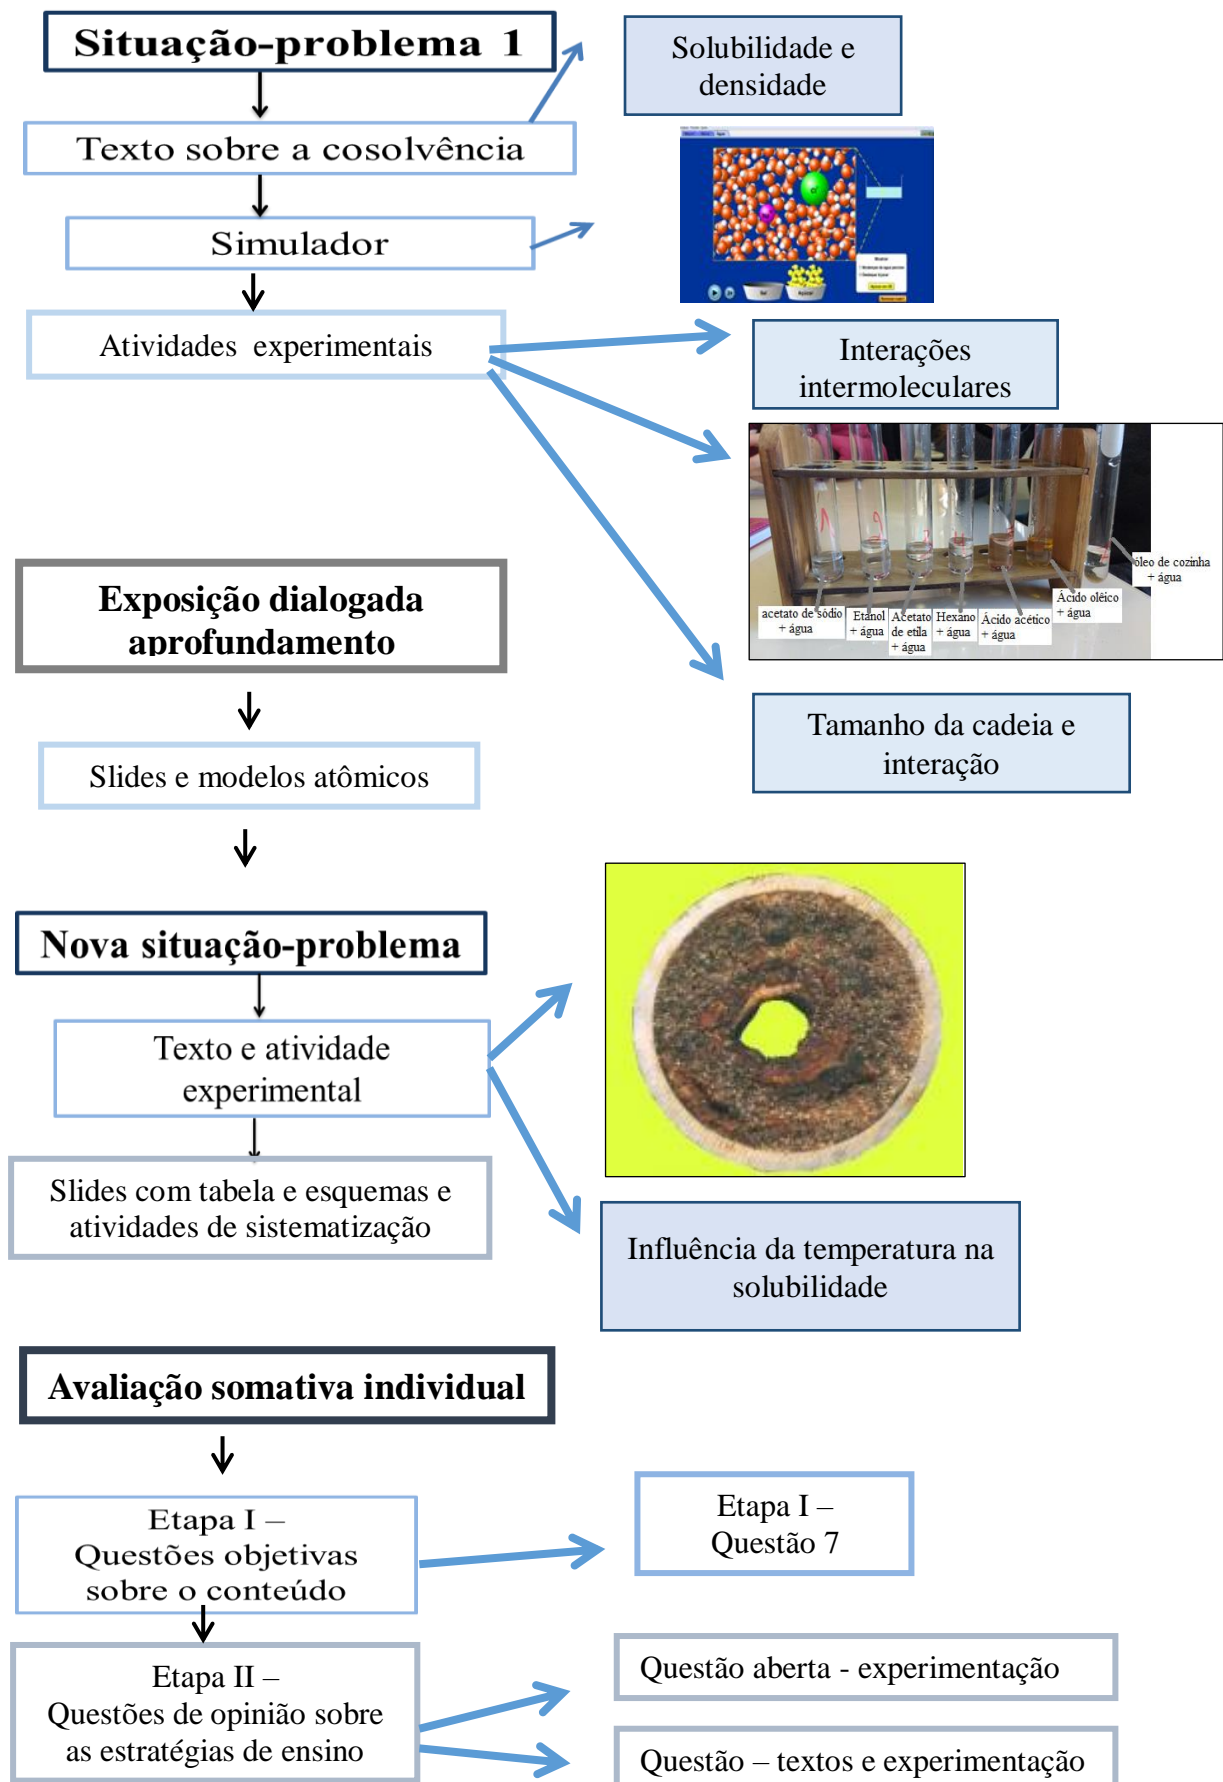 Situação-problema 1
Solubilidade e
densidade
Texto sobre a cosolvência
Simulador
Sal
Açúcar
Atividades experimentais
Interações
intermoleculares
óleo de cozinha
+ água
Ácido olêico
+ água
acetato de sódio
+ água
Etanol
+ água
Acetato
de etila
+ água
Hexano
+ água
Ácido acético
+ água
Exposição dialogada
aprofundamento
Tamanho da cadeia e
interação
Slides e modelos atômicos
Nova situação-problema
Texto e atividade
experimental
Slides com tabela e esquemas e
atividades de sistematização
Influência da temperatura na
solubilidade
Avaliação somativa individual
Etapa I –
Questões objetivas
sobre o conteúdo
Etapa I –
Questão 7
Etapa II –
Questões de opinião sobre
as estratégias de ensino
Questão aberta - experimentação
Questão – textos e experimentação